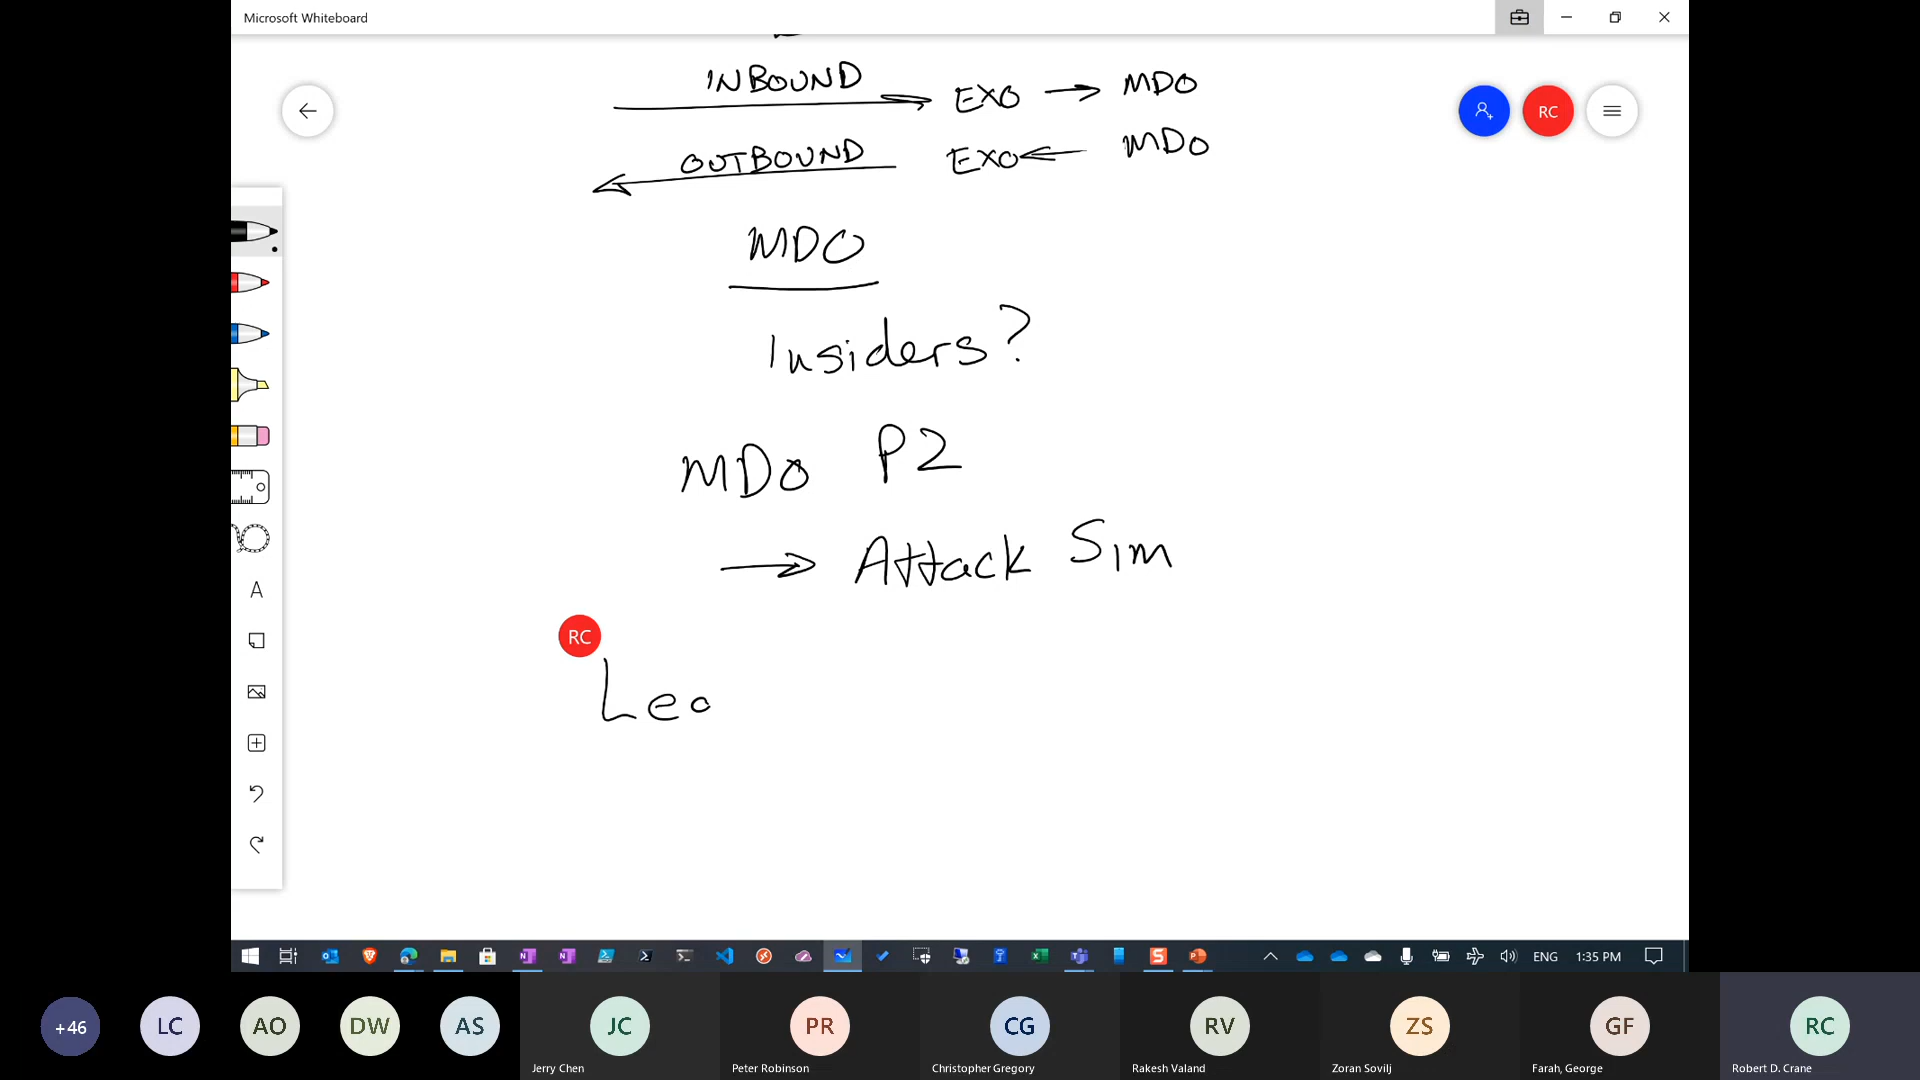 Microsoft Whiteboard
INBOUND EXO → MDO
OUTBOUND EXO ← MDO
RC
MDO
Insiders?
MDO P2
→ Attack Sim
RC
Leo
A
ENG 1:35 PM
+46 LC AO DW AS JC PR CG RV ZS GF RC
Jerry Chen Peter Robinson Christopher Gregory Rakesh Valand Zoran Sovilj Farah, George Robert D. Crane